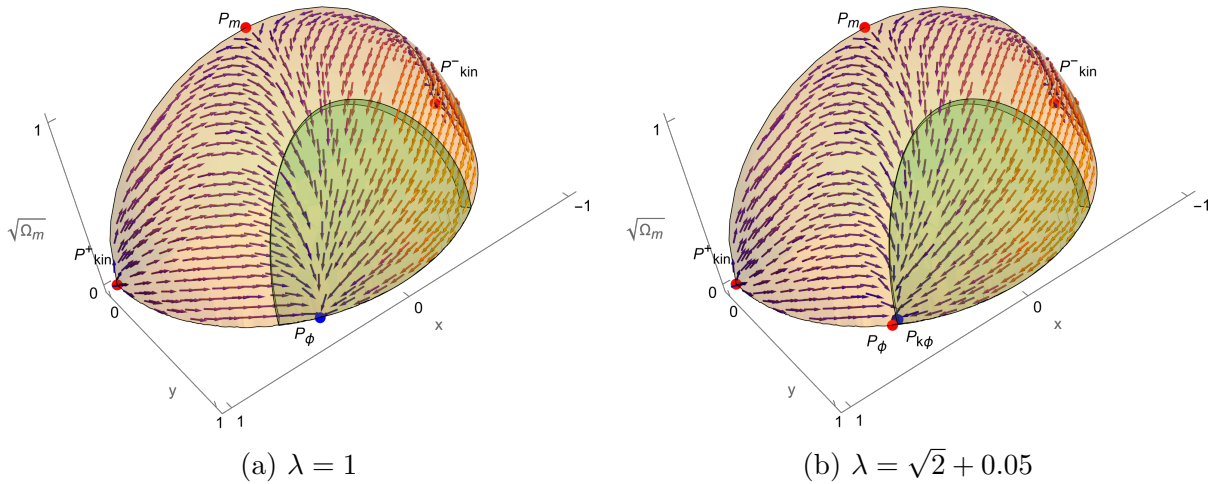 P_m
P^-_kin
1
√Ω_m
P^+_kin
0
0
P_ϕ
y
1
1
0
x
−1
(a) λ = 1
P_m
P^-_kin
1
√Ω_m
P^+_kin
0
0
P_ϕ
P_kϕ
y
1
1
0
x
−1
(b) λ = √2 + 0.05